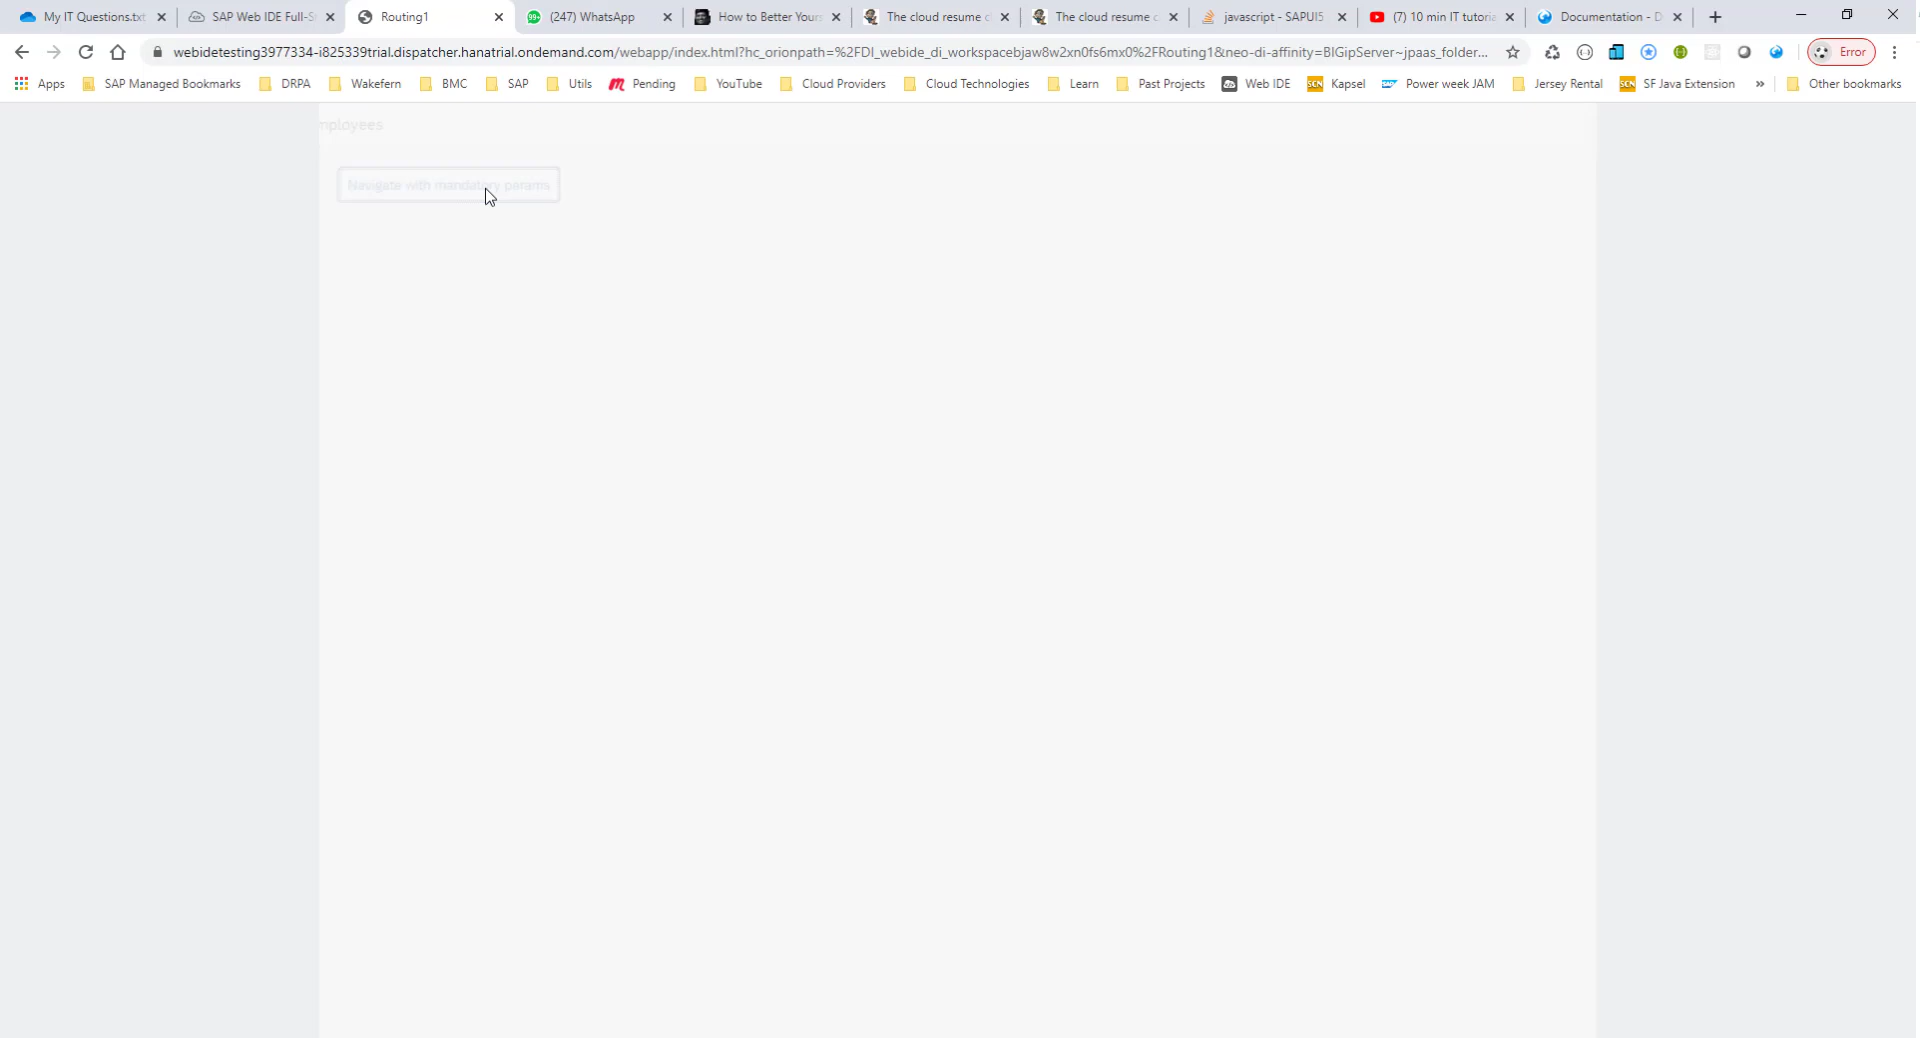 My IT Questions.txt
SAP Web IDE Full-S
Routing1
(247) WhatsApp
How to Better Yours
The cloud resume c
The cloud resume c
javascript - SAPUI5
(7) 10 min IT tutoria
Documentation - D
webidetesting3977334-i825339trial.dispatcher.hanatrial.ondemand.com/webapp/index.html?hc_orionpath=%2FDI_webide_di_workspacebjaw8w2xn0fs6mx0%2FRouting1&neo-di-affinity=BIGipServer~jpaas_folder...
Error
Apps
SAP Managed Bookmarks
DRPA
Wakefern
BMC
SAP
Utils
Pending
YouTube
Cloud Providers
Cloud Technologies
Learn
Past Projects
Web IDE
Kapsel
Power week JAM
Jersey Rental
SF Java Extension
»
Other bookmarks
mployees
Navigate with mandatory params